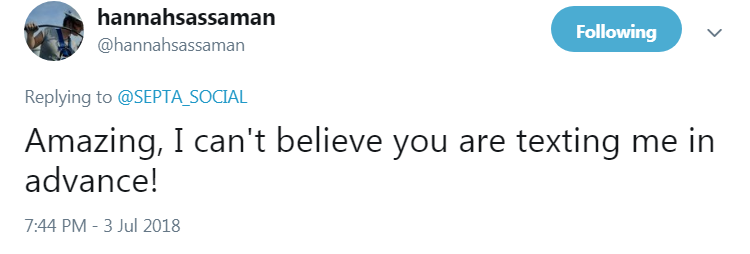 hannahsassaman
@hannahsassaman
Following
Replying to @SEPTA_SOCIAL
Amazing, I can't believe you are texting me in
advance!
7:44 PM - 3 Jul 2018